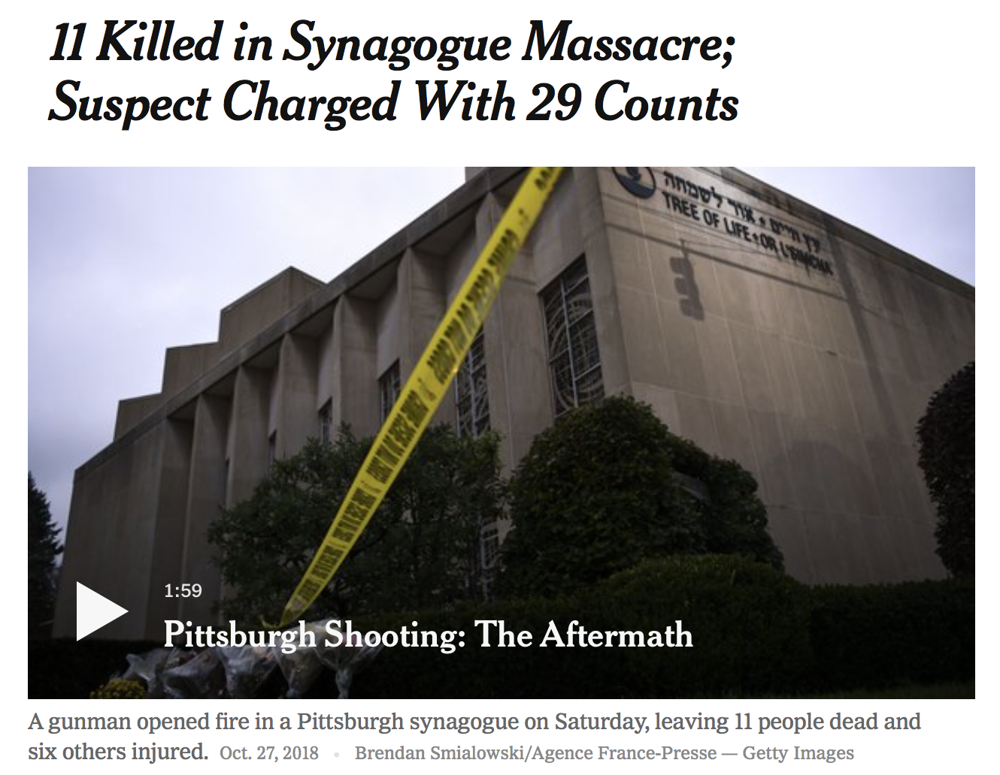 11 Killed in Synagogue Massacre;
Suspect Charged With 29 Counts
עץ חיים • אור לשמחה
TREE OF LIFE • OR L'SIMCHA
1:59
Pittsburgh Shooting: The Aftermath
A gunman opened fire in a Pittsburgh synagogue on Saturday, leaving 11 people dead and
six others injured. Oct. 27, 2018 • Brendan Smialowski/Agence France-Presse — Getty Images